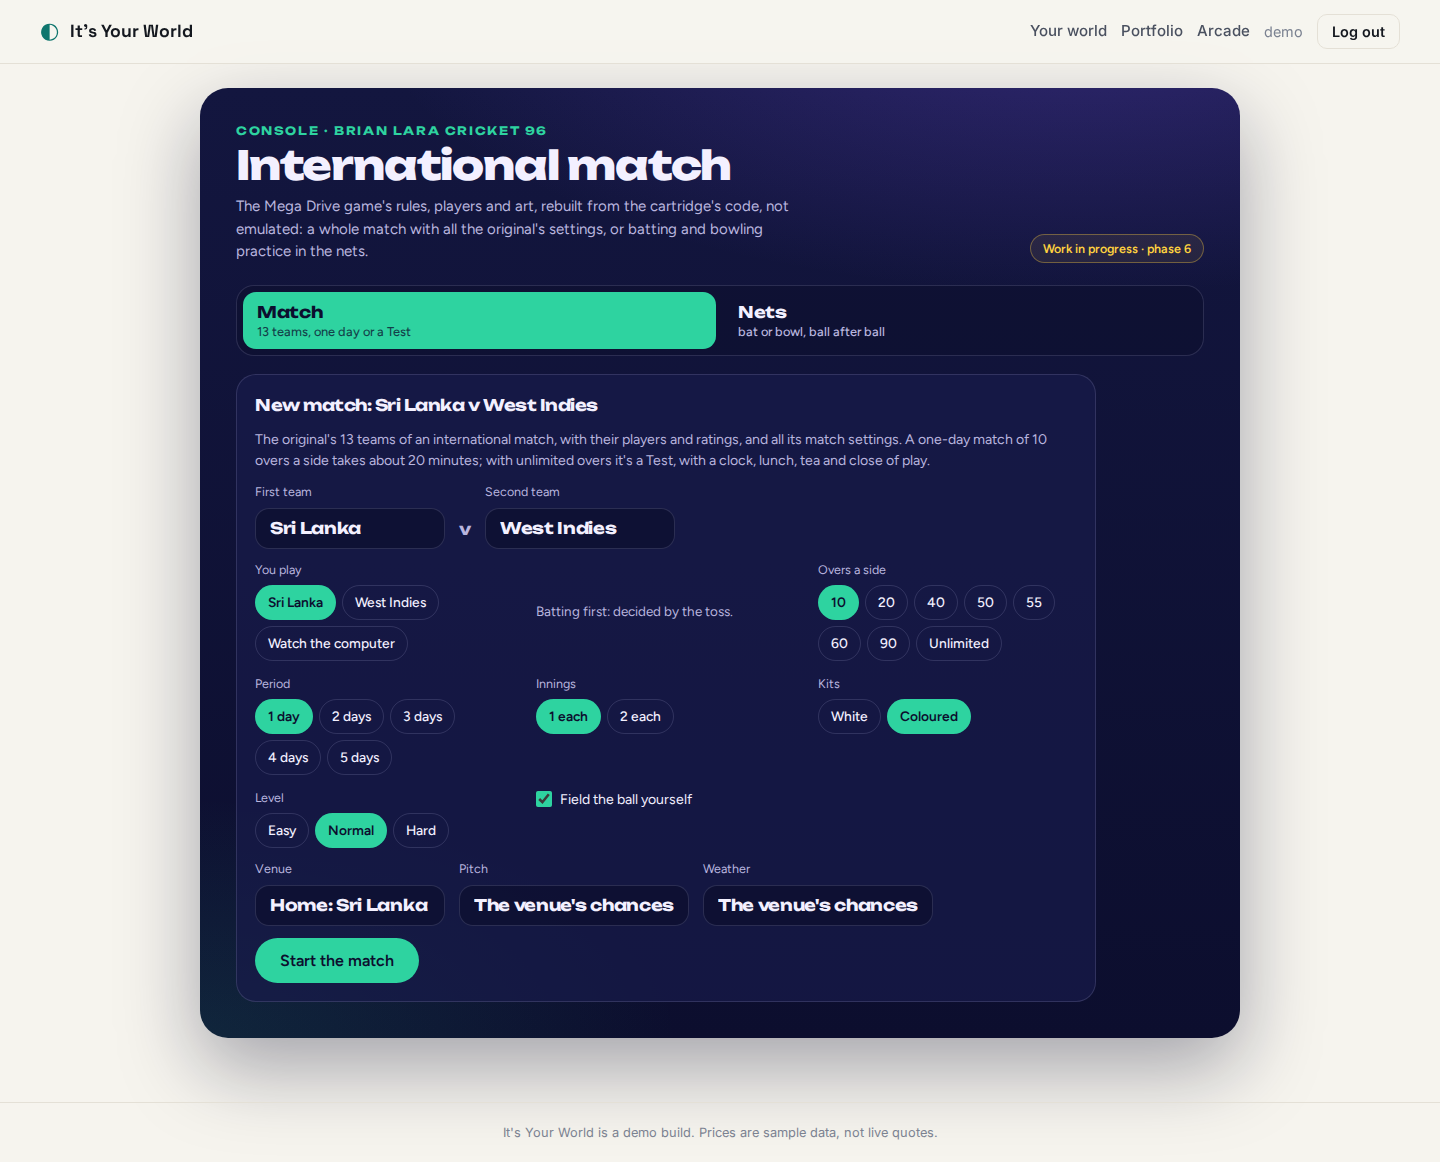 It's Your World
Your world
Portfolio
Arcade
demo
Log out
CONSOLE · BRIAN LARA CRICKET 96
International match
The Mega Drive game's rules, players and art, rebuilt from the cartridge's code, not
emulated: a whole match with all the original's settings, or batting and bowling
practice in the nets.
Work in progress · phase 6
Match
13 teams, one day or a Test
Nets
bat or bowl, ball after ball
New match: Sri Lanka v West Indies
The original's 13 teams of an international match, with their players and ratings, and all its match settings. A one-day match of 10
overs a side takes about 20 minutes; with unlimited overs it's a Test, with a clock, lunch, tea and close of play.
First team
Second team
Sri Lanka
v
West Indies
You play
Overs a side
Sri Lanka
West Indies
Watch the computer
Batting first: decided by the toss.
10
20
40
50
55
60
90
Unlimited
Period
Innings
Kits
1 day
2 days
3 days
4 days
5 days
1 each
2 each
White
Coloured
Level
Field the ball yourself
Easy
Normal
Hard
Venue
Pitch
Weather
Home: Sri Lanka
The venue's chances
The venue's chances
Start the match
It's Your World is a demo build. Prices are sample data, not live quotes.